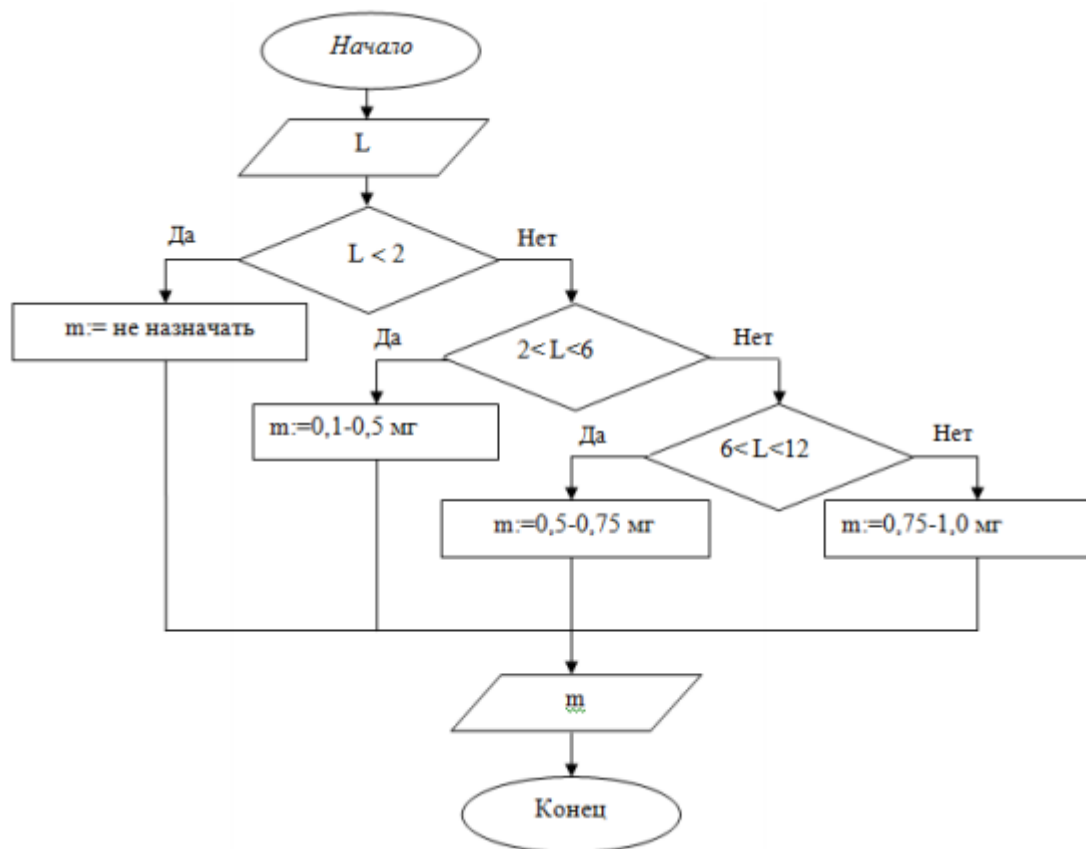 Начало
L
Да
L < 2
Нет
m:= не назначать
Да
2< L<6
Нет
m:=0,1-0,5 мг
Да
6< L<12
Нет
m:=0,5-0,75 мг
m:=0,75-1,0 мг
m
Конец